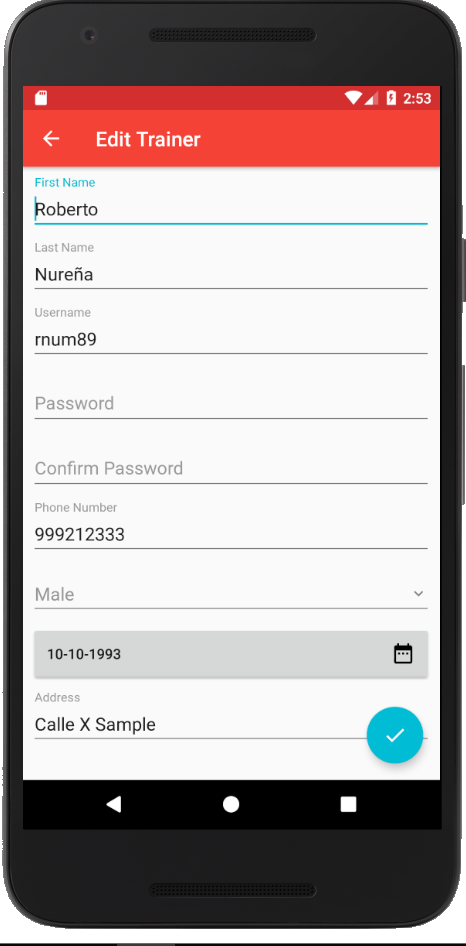 2:53
Edit Trainer
First Name
Roberto
Last Name
Nureña
Username
rnum89
Password
Confirm Password
Phone Number
999212333
Male
10-10-1993
Address
Calle X Sample